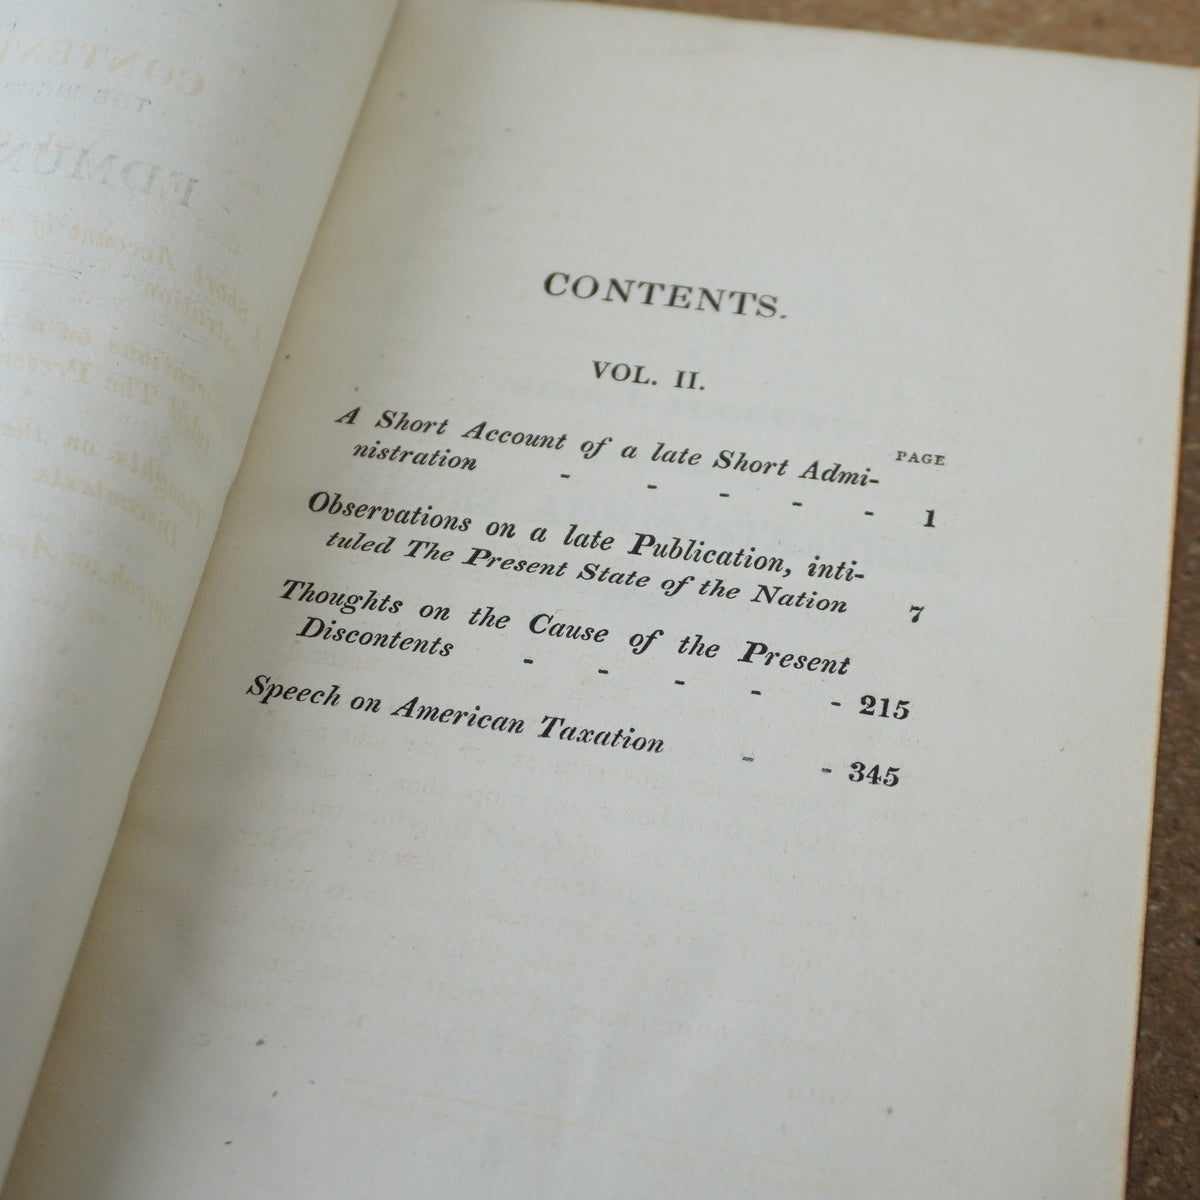 CONTENTS.
VOL. II.
PAGE
A Short Account of a late Short Admi-
nistration - - - - - 1
Observations on a late Publication, inti-
tuled The Present State of the Nation 7
Thoughts on the Cause of the Present
Discontents - - - - - 215
Speech on American Taxation - - 345